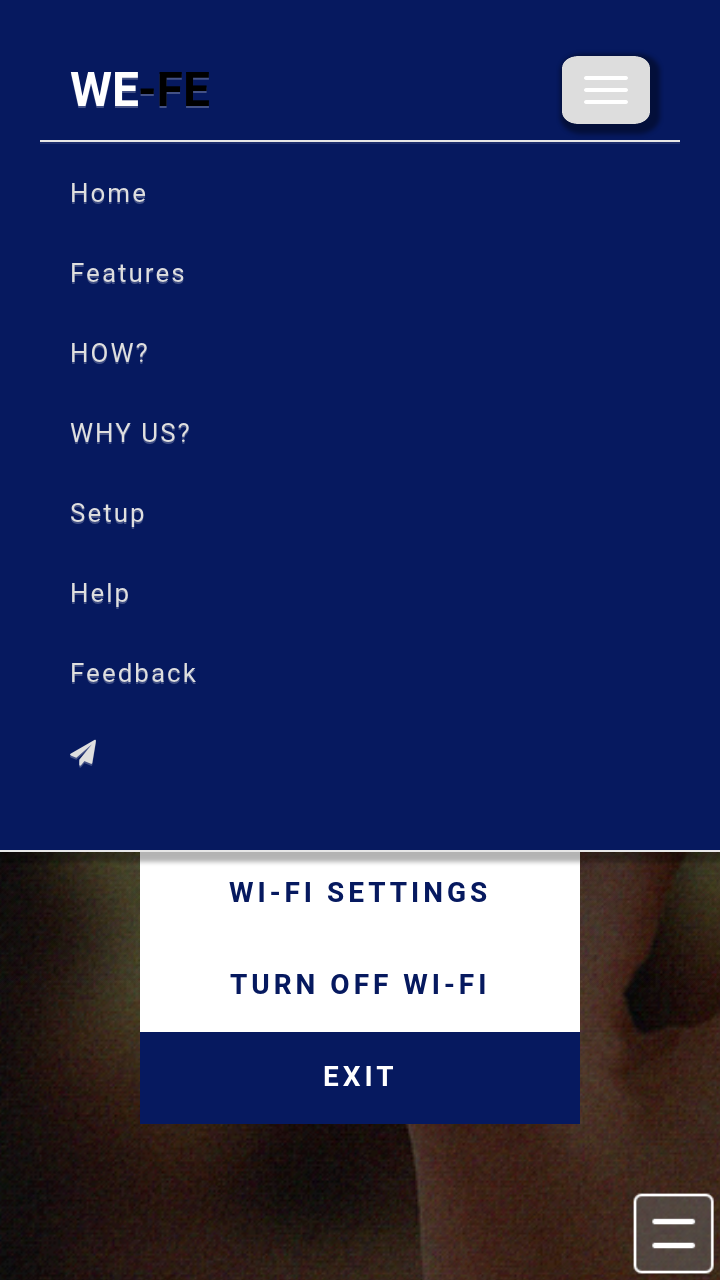 WE-FE
Home
Features
HOW?
WHY US?
Setup
Help
Feedback
WI-FI SETTINGS
TURN OFF WI-FI
EXIT